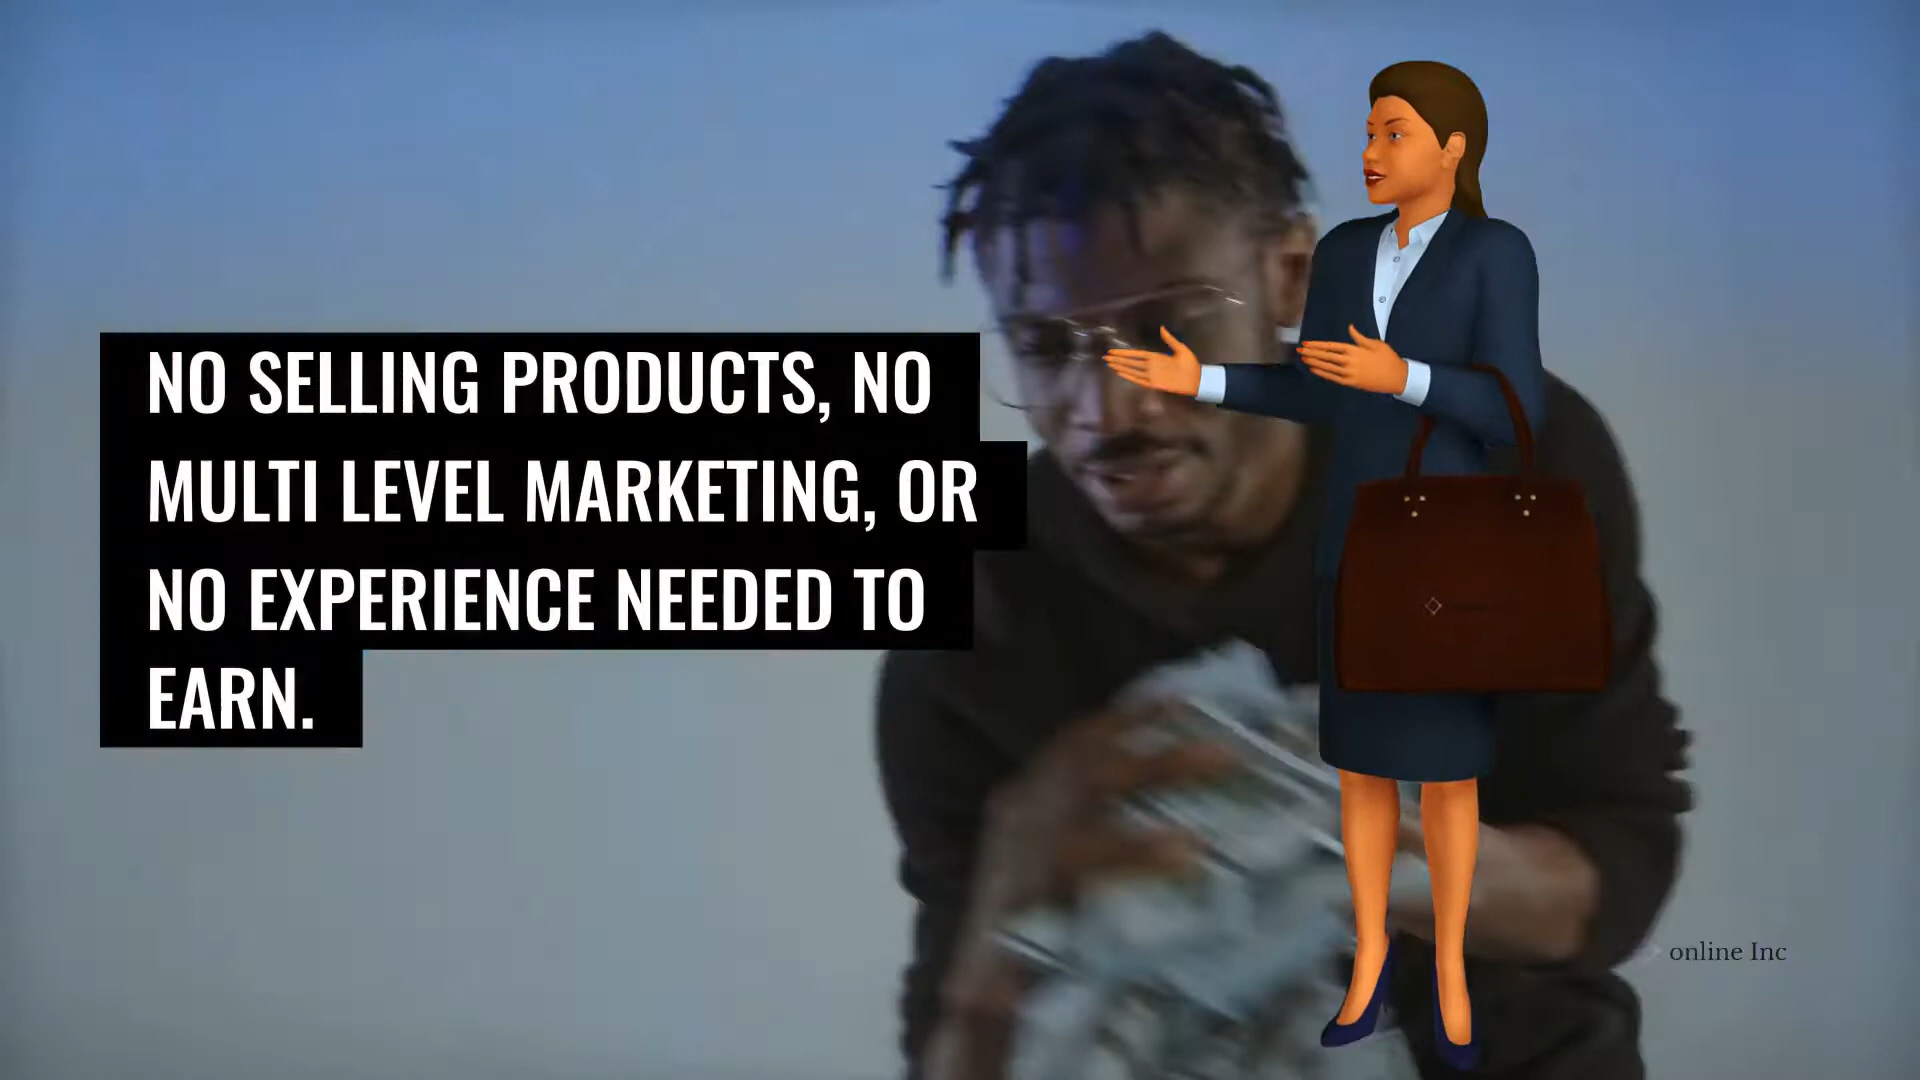 NO SELLING PRODUCTS, NO
MULTI LEVEL MARKETING, OR
NO EXPERIENCE NEEDED TO
EARN.
online Inc